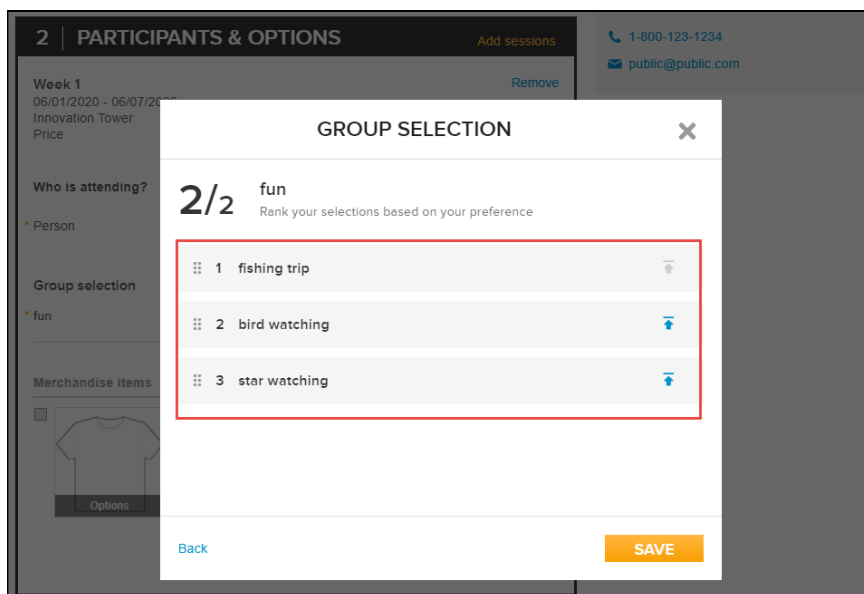 2 | PARTICIPANTS & OPTIONS Add sessions
1-800-123-1234
public@public.com
Week 1 Remove
06/01/2020 - 06/07/2020
Innovation Tower
Price
Who is attending?
* Person
Group selection
* fun
Merchandise items
Options
GROUP SELECTION
2/2 fun
Rank your selections based on your preference
1 fishing trip
2 bird watching
3 star watching
Back SAVE